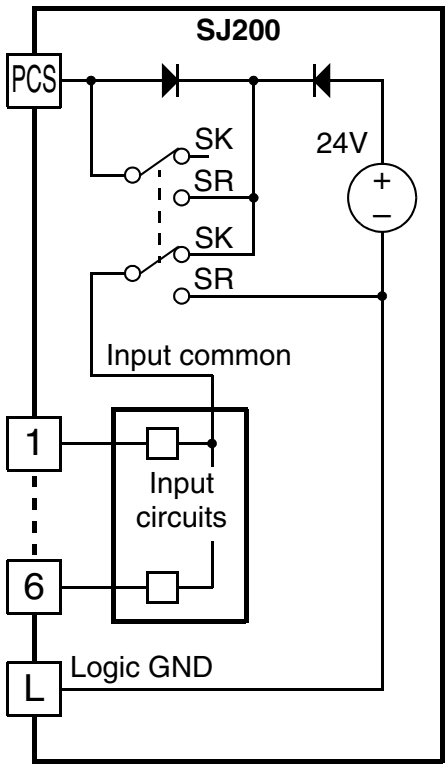 SJ200
PCS
SK
24V
SR
+
–
SK
SR
Input common
1
Input
circuits
6
Logic GND
L